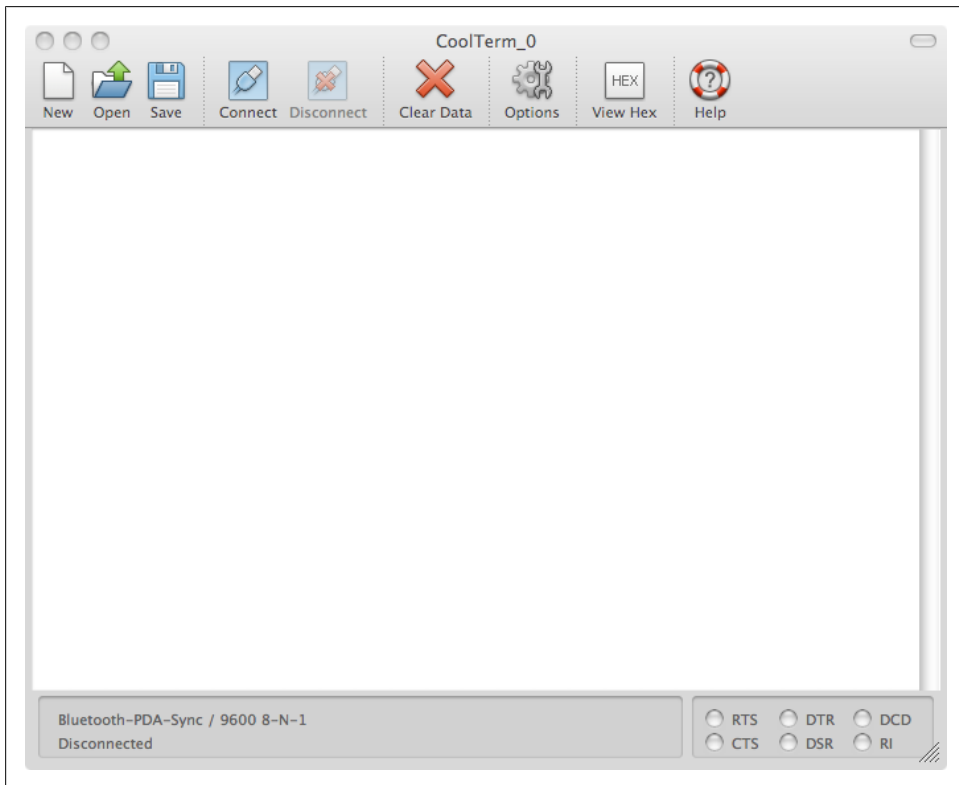 CoolTerm_0
New Open Save Connect Disconnect Clear Data Options HEX View Hex ? Help
Bluetooth-PDA-Sync / 9600 8-N-1
Disconnected
RTS DTR DCD
CTS DSR RI